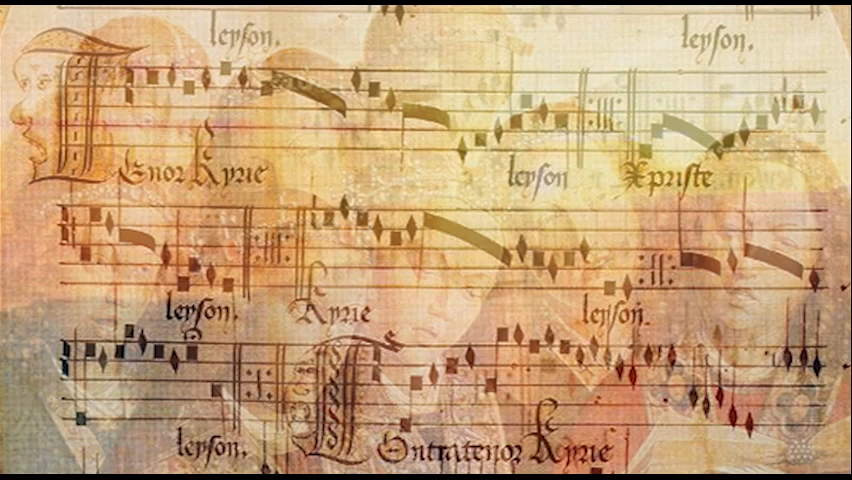 leyson. leyson.
Tenor Kyrie leyson Xpriste
leyson. Kyrie leyson.
leyson. Contratenor Kyrie